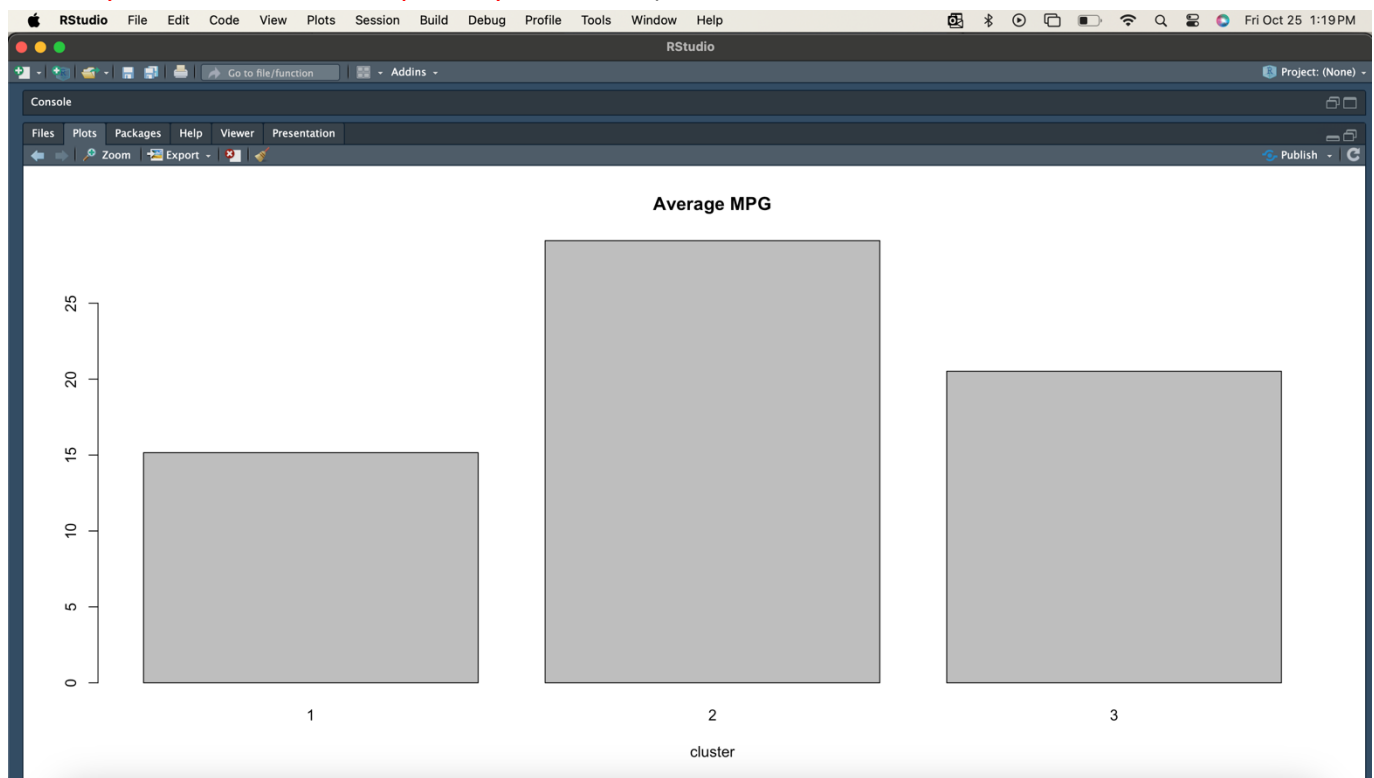 RStudio File Edit Code View Plots Session Build Debug Profile Tools Window Help Fri Oct 25 1:19 PM
RStudio
Go to file/function Addins Project: (None)
Console
Files Plots Packages Help Viewer Presentation
Zoom Export Publish
Average MPG
25
20
15
10
5
0
1 2 3
cluster